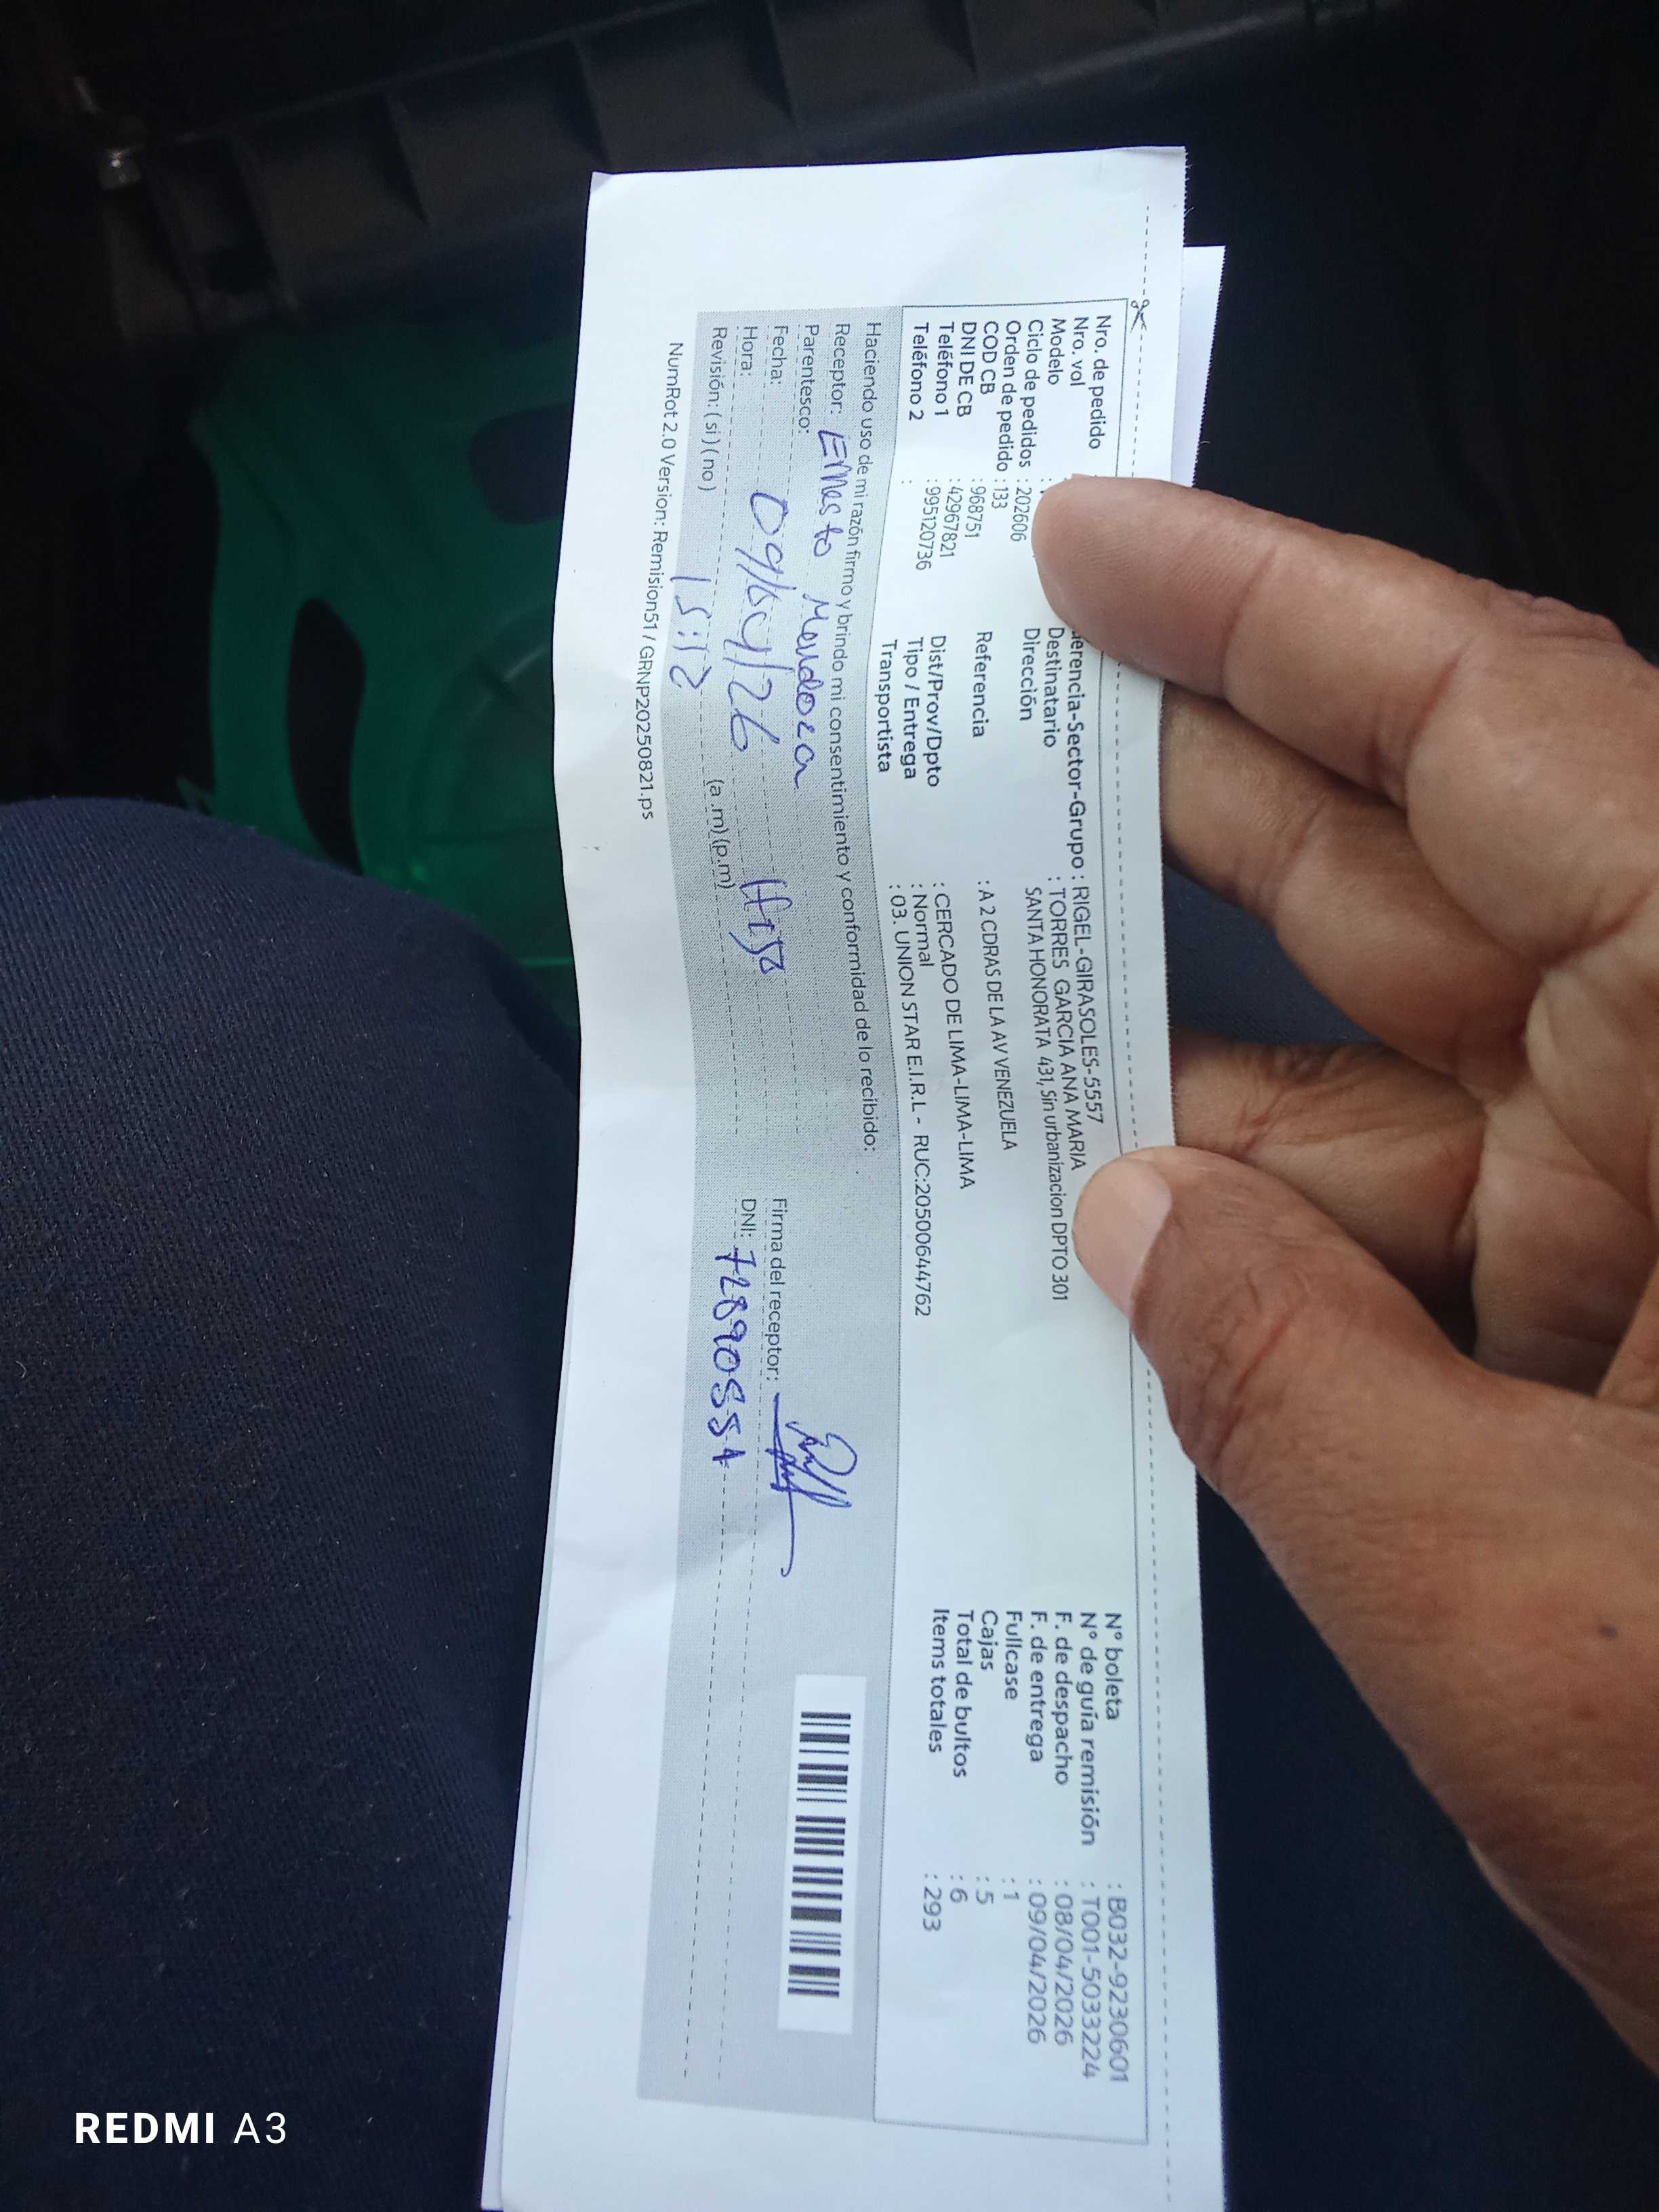 Nro. de pedido
Nro. vol
Modelo :
Ciclo de pedidos : 202606
Orden de pedido : 133
COD CB : 968751
DNI DE CB : 42967821
Teléfono 1 : 995120736
Teléfono 2 :
erencia-Sector-Grupo : RIGEL-GIRASOLES-5557
Destinatario : TORRES GARCIA ANA MARIA
Dirección SANTA HONORATA 431, Sin urbanizacion DPTO 301
Referencia : A 2 CDRAS DE LA AV VENEZUELA
Dist/Prov/Dpto : CERCADO DE LIMA-LIMA-LIMA
Tipo / Entrega : Normal
Transportista : 03. UNION STAR E.I.R.L - RUC:20500644762
N° boleta : B032-92306601
N° de guía remisión : T001-5033224
F. de despacho : 08/04/2026
F. de entrega : 09/04/2026
Fullcase : 1
Cajas : 5
Total de bultos : 6
Items totales : 293
Haciendo uso de mi razón firmo y brindo mi consentimiento y conformidad de lo recibido:
Receptor: Ernesto Mendoza
Parentesco:
Fecha: 09/04/26
Hora: 15:12 (a.m) (p.m)
Revisión: ( si ) ( no )
Firma del receptor:
DNI: 72890551
NumRot 2.0 Version: Remision51 / GRNP20250821.ps
REDMI A3